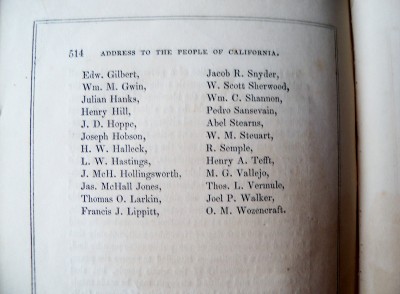 514 ADDRESS TO THE PEOPLE OF CALIFORNIA.
Edw. Gilbert,
Wm. M. Gwin,
Julian Hanks,
Henry Hill,
J. D. Hoppe,
Joseph Hobson,
H. W. Halleck,
L. W. Hastings,
J. McH. Hollingsworth,
Jas. McHall Jones,
Thomas O. Larkin,
Francis J. Lippitt,
Jacob R. Snyder,
W. Scott Sherwood,
Wm. C. Shannon,
Pedro Sansevain,
Abel Stearns,
W. M. Steuart,
R. Semple,
Henry A. Tefft,
M. G. Vallejo,
Thos. L. Vermule,
Joel P. Walker,
O. M. Wozencraft.